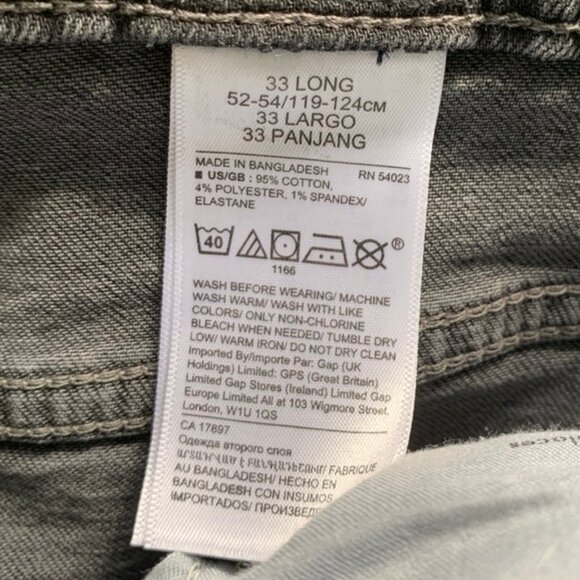 33 LONG
52-54/119-124CM
33 LARGO
33 PANJANG
MADE IN BANGLADESH RN 54023
■ US/GB : 95% COTTON,
4% POLYESTER, 1% SPANDEX/
ELASTANE
40 ®
1166
WASH BEFORE WEARING/ MACHINE
WASH WARM/ WASH WITH LIKE
COLORS/ ONLY NON-CHLORINE
BLEACH WHEN NEEDED/ TUMBLE DRY
LOW/ WARM IRON/ DO NOT DRY CLEAN
Imported By/Importe Par: Gap (UK
Holdings) Limited: GPS (Great Britain)
Limited Gap Stores (Ireland) Limited Gap
Europe Limited All at 103 Wigmore Street,
London, W1U 1QS
CA 17897
Одежда второго слоя
FABRIQUE
AU BANGLADESH/ HECHO EN
BANGLADESH CON INSUMOS
IMPORTADOS/